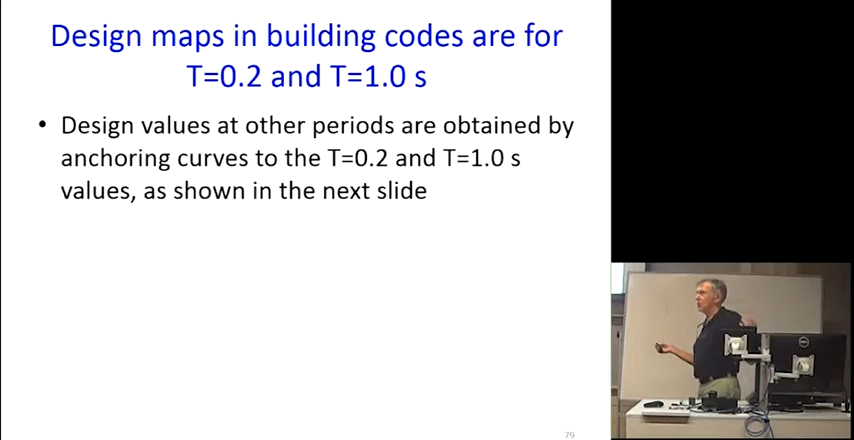 Design maps in building codes are for
T=0.2 and T=1.0 s
• Design values at other periods are obtained by
anchoring curves to the T=0.2 and T=1.0 s
values, as shown in the next slide
79